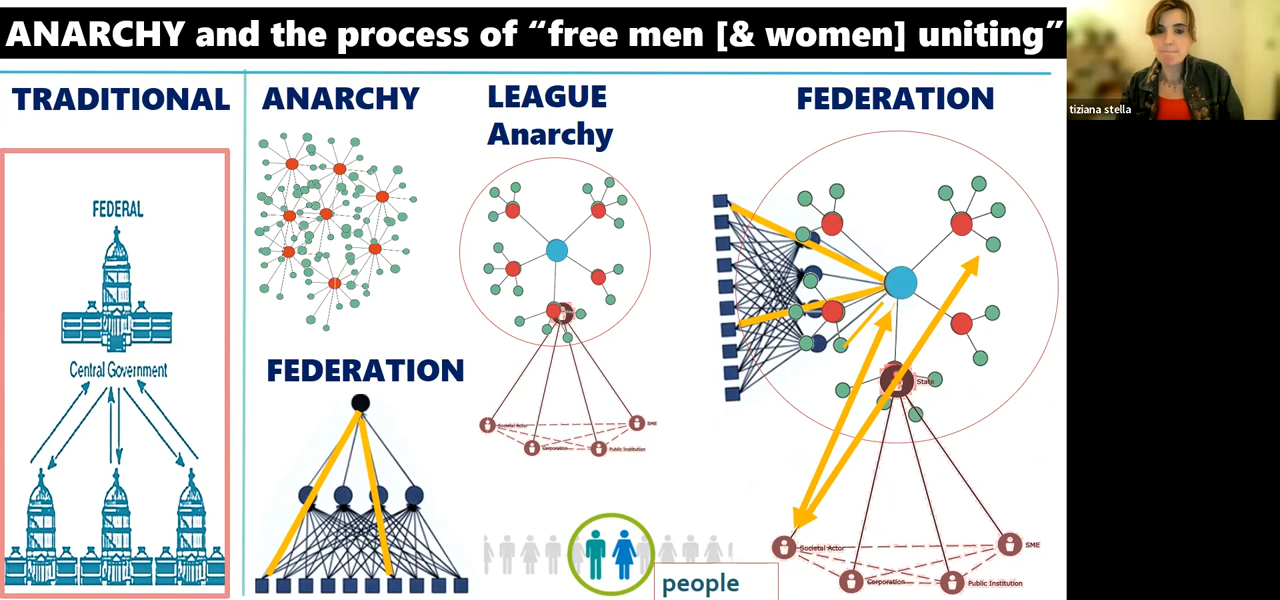 ANARCHY and the process of “free men [& women] uniting”
tiziana stella
TRADITIONAL
FEDERAL
Central Government
ANARCHY
FEDERATION
LEAGUE
Anarchy
Societal Actor
SME
Corporation
Public Institution
people
FEDERATION
State
Societal Actor
SME
Corporation
Public Institution